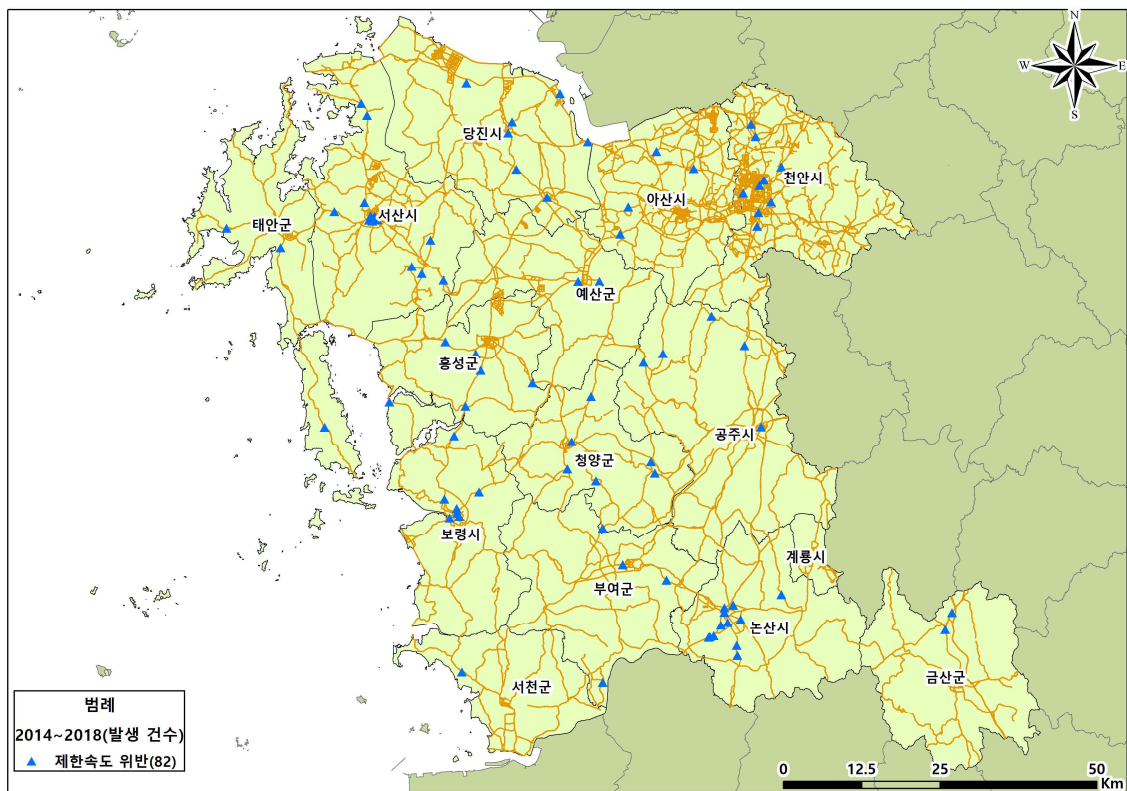 N
W
E
S
당진시
천안시
아산시
서산시
태안군
예산군
홍성군
공주시
청양군
보령시
계룡시
부여군
논산시
금산군
서천군
범례
2014~2018(발생 건수)
제한속도 위반(82)
0 12.5 25 50
Km